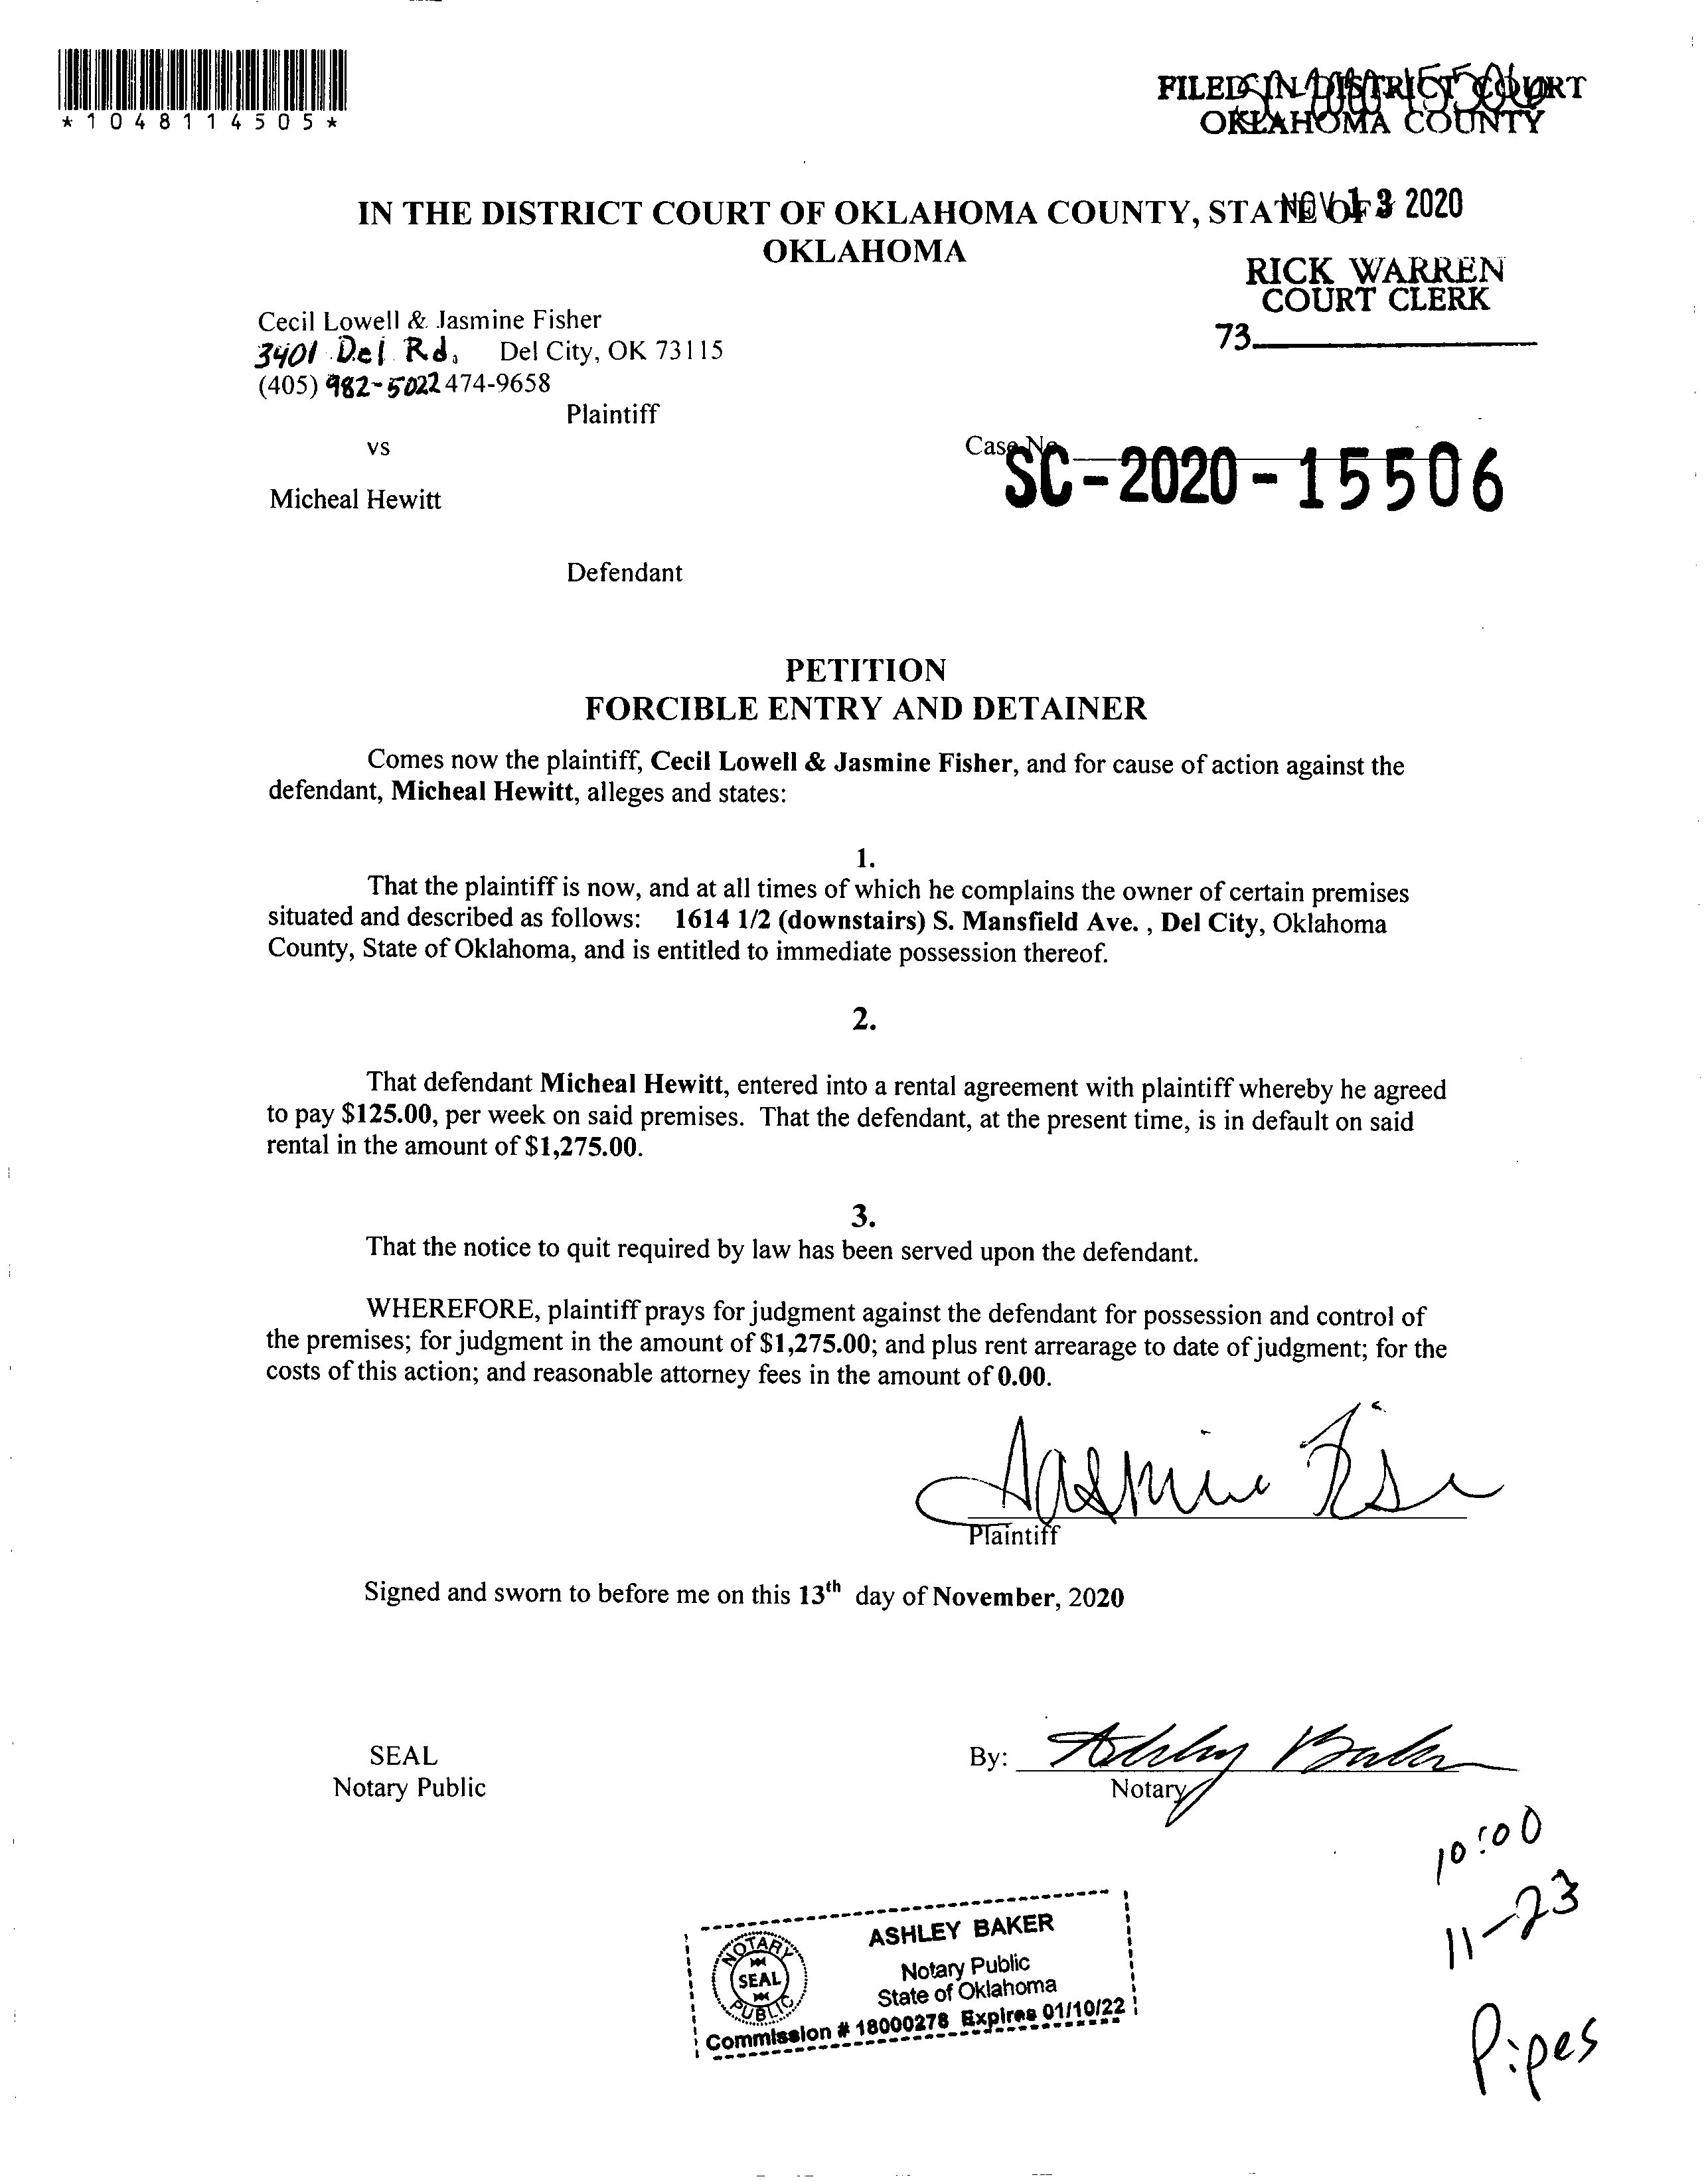 *1048114505*
FILED IN DISTRICT COURT
OKLAHOMA COUNTY
NOV 13 2020
RICK WARREN
COURT CLERK
73
IN THE DISTRICT COURT OF OKLAHOMA COUNTY, STATE OF
OKLAHOMA
Cecil Lowell & Jasmine Fisher
3401 Del Rd. Del City, OK 73115
(405) 982-5022 474-9658
Plaintiff
vs
Case No.
SC-2020-15506
Micheal Hewitt
Defendant
PETITION
FORCIBLE ENTRY AND DETAINER
Comes now the plaintiff, Cecil Lowell & Jasmine Fisher, and for cause of action against the
defendant, Micheal Hewitt, alleges and states:
1.
That the plaintiff is now, and at all times of which he complains the owner of certain premises
situated and described as follows: 1614 1/2 (downstairs) S. Mansfield Ave. , Del City, Oklahoma
County, State of Oklahoma, and is entitled to immediate possession thereof.
2.
That defendant Micheal Hewitt, entered into a rental agreement with plaintiff whereby he agreed
to pay $125.00, per week on said premises. That the defendant, at the present time, is in default on said
rental in the amount of $1,275.00.
3.
That the notice to quit required by law has been served upon the defendant.
WHEREFORE, plaintiff prays for judgment against the defendant for possession and control of
the premises; for judgment in the amount of $1,275.00; and plus rent arrearage to date of judgment; for the
costs of this action; and reasonable attorney fees in the amount of 0.00.
Jasmine
Plaintiff
Signed and sworn to before me on this 13th day of November, 2020
SEAL
Notary Public
By: Ashley Baker
Notary
10:00
11-23
Pipes
NOTARY
SEAL
PUBLIC
ASHLEY BAKER
Notary Public
State of Oklahoma
Commission # 18000278 Expires 01/10/22